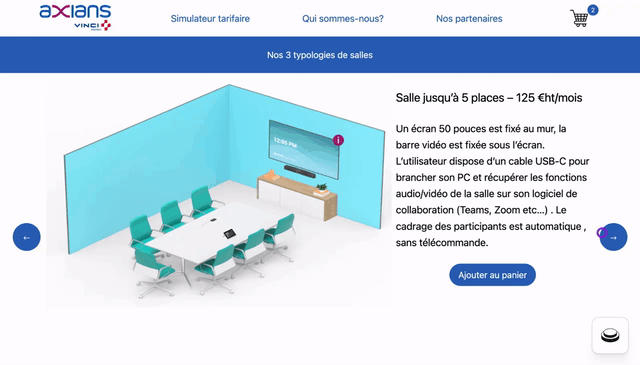 axians
VINCI
Simulateur tarifaire
Qui sommes-nous?
Nos partenaires
2
Nos 3 typologies de salles
Salle jusqu’à 5 places – 125 €ht/mois
Un écran 50 pouces est fixé au mur, la
barre vidéo est fixée sous l’écran.
L’utilisateur dispose d’un cable USB-C pour
brancher son PC et récupérer les fonctions
audio/vidéo de la salle sur son logiciel de
collaboration (Teams, Zoom etc...) . Le
cadrage des participants est automatique ,
sans télécommande.
Ajouter au panier
12:05 PM
i
←
→